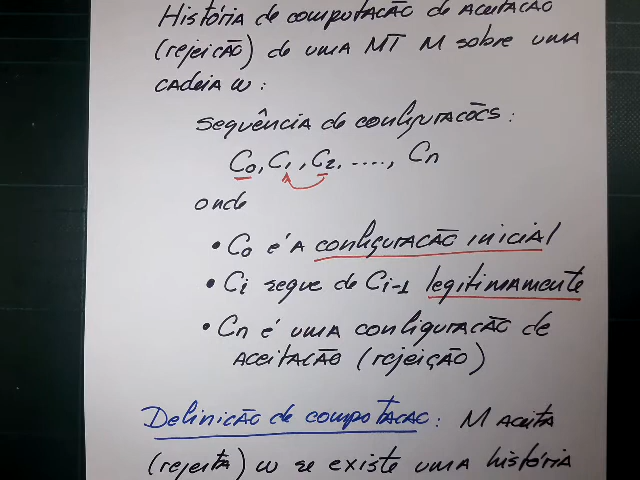 História de computação de aceitação
(rejeição) de uma MT M sobre uma
cadeia w:
sequência de configurações:
C0, C1, C2, ...., Cn
onde
• C0 é a configuração inicial
• Ci segue de Ci-1 legitimamente
• Cn é uma configuração de
aceitação (rejeição)
Definição de computacac: M aceita
(rejeita) w se existe uma história